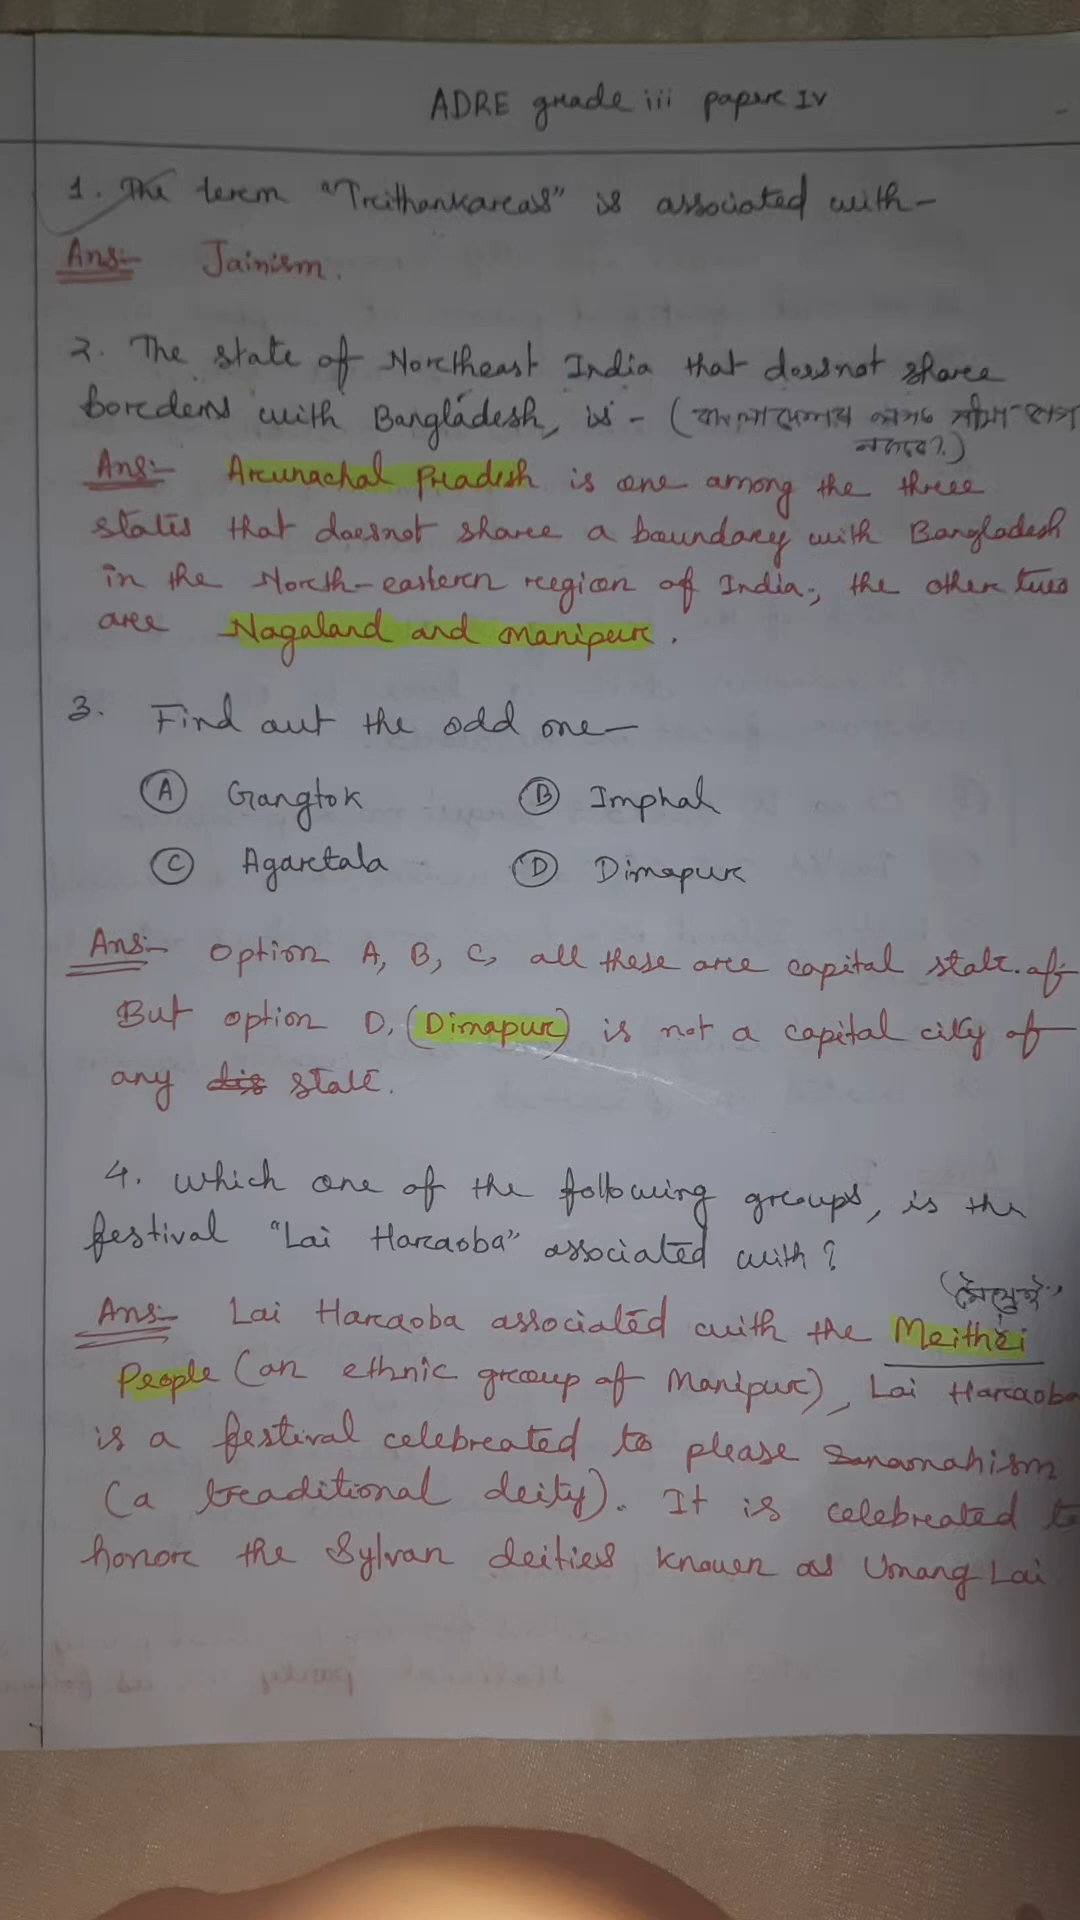 ADRE grade iii paper IV
1. The term "Treithankaras" is associated with-
Ans:- Jainism.
2. The state of Northeast India that doesnot share
borders with Bangladesh, is - (
Ans:- Arunachal Pradesh is one among the three
states that doesnot share a boundary with Bangladesh
in the North-eastern region of India, the other two
are Nagaland and manipur.
3. Find out the odd one-
A Gangtok B Imphal
C Agartala D Dimapur
Ans:- Option A, B, C, all these are capital state. of
But option D, (Dimapur) is not a capital city of
any dis state.
4. Which one of the following groups, is the
festival "Lai Haraoba" associated with?
Ans:- Lai Haraoba associated with the Meithei
People (an ethnic group of Manipur), Lai Haraoba
is a festival celebrated to please Sanamahism
(a traditional deity). It is celebrated to
honor the Sylvan deities known as Umang Lai